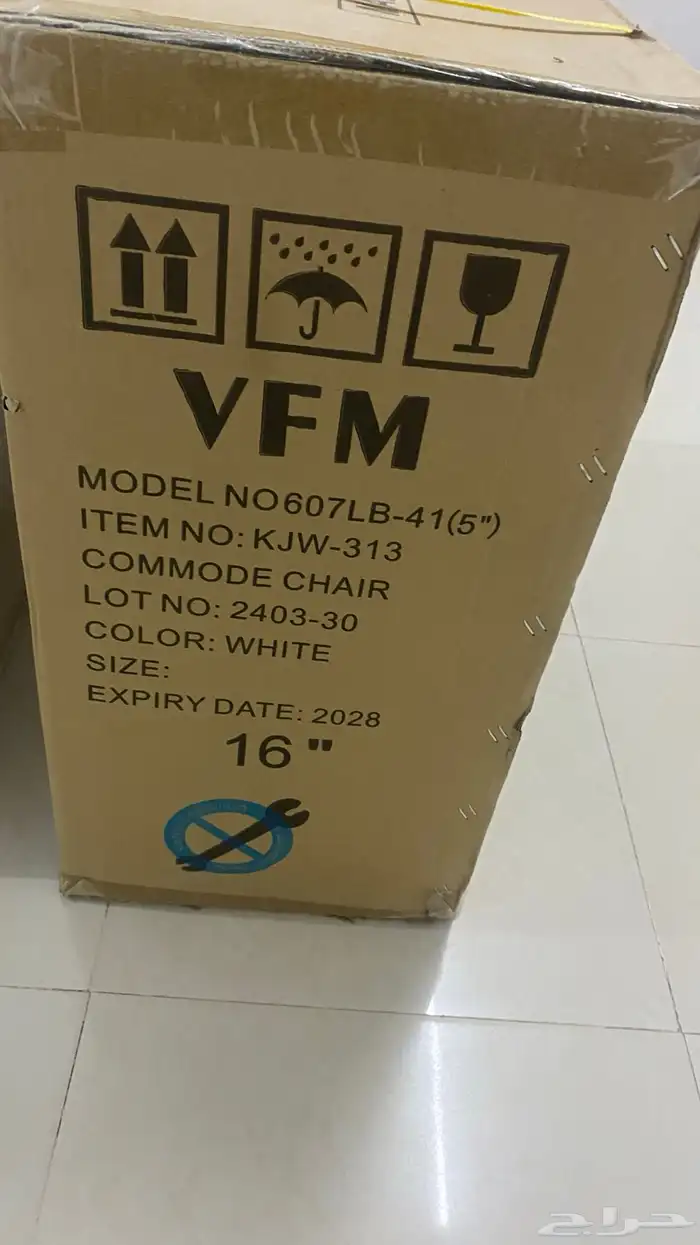 VFM
MODEL NO607LB-41(5")
ITEM NO: KJW-313
COMMODE CHAIR
LOT NO: 2403-30
COLOR: WHITE
SIZE:
EXPIRY DATE: 2028
16"
حراج